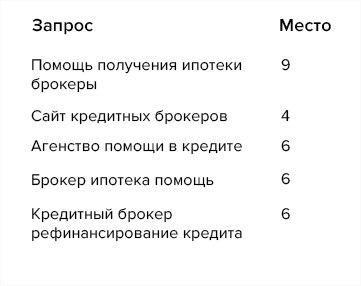 Запрос Место
Помощь получения ипотеки 9
брокеры
Сайт кредитных брокеров 4
Агенство помощи в кредите 6
Брокер ипотека помощь 6
Кредитный брокер 6
рефинансирование кредита